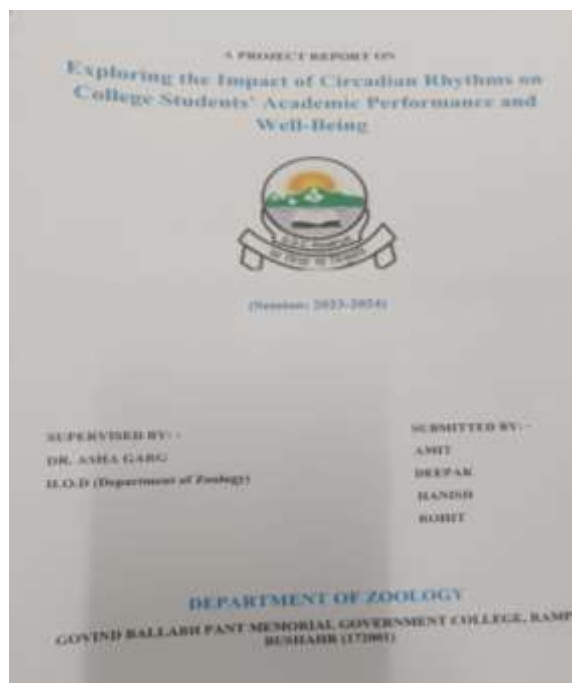 A PROJECT REPORT ON
Exploring the Impact of Circadian Rhythms on
College Students' Academic Performance and
Well-Being
(Session: 2023-2024)
SUPERVISED BY: -
DR. ASHA GARG
H.O.D (Department of Zoology)
SUBMITTED BY: -
AMIT
DEEPAK
HANISH
ROHIT
DEPARTMENT OF ZOOLOGY
GOVIND BALLABH PANT MEMORIAL GOVERNMENT COLLEGE, RAMP
BUSHAHR (172001)